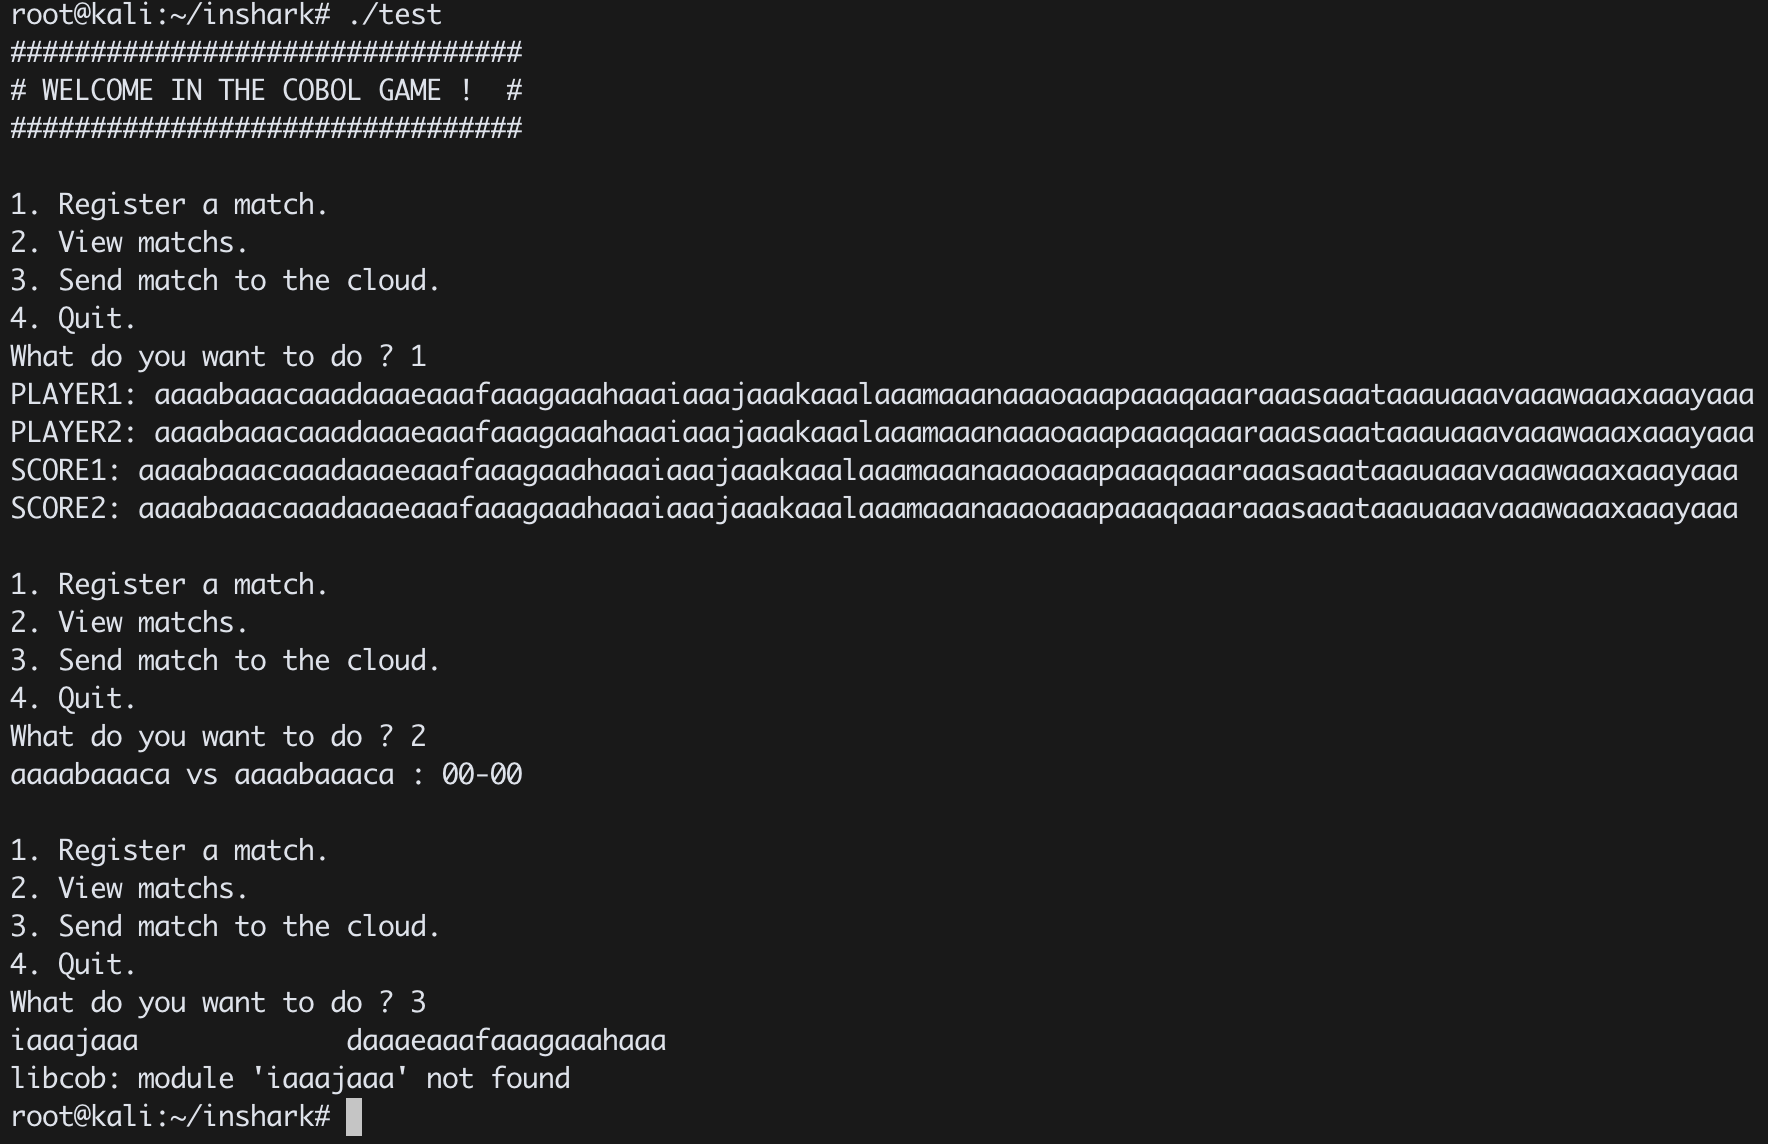 root@kali:~/inshark# ./test
################################
# WELCOME IN THE COBOL GAME !  #
################################
1. Register a match.
2. View matchs.
3. Send match to the cloud.
4. Quit.
What do you want to do ? 1
PLAYER1: aaaabaaacaaadaaaeaaafaaagaaahaaaiaaajaaakaaalaaamaaanaaaoaaapaaaqaaaraaasaaataaauaaavaaawaaaxaaayaaa
PLAYER2: aaaabaaacaaadaaaeaaafaaagaaahaaaiaaajaaakaaalaaamaaanaaaoaaapaaaqaaaraaasaaataaauaaavaaawaaaxaaayaaa
SCORE1: aaaabaaacaaadaaaeaaafaaagaaahaaaiaaajaaakaaalaaamaaanaaaoaaapaaaqaaaraaasaaataaauaaavaaawaaaxaaayaaa
SCORE2: aaaabaaacaaadaaaeaaafaaagaaahaaaiaaajaaakaaalaaamaaanaaaoaaapaaaqaaaraaasaaataaauaaavaaawaaaxaaayaaa
1. Register a match.
2. View matchs.
3. Send match to the cloud.
4. Quit.
What do you want to do ? 2
aaaabaaaca vs aaaabaaaca : 00-00
1. Register a match.
2. View matchs.
3. Send match to the cloud.
4. Quit.
What do you want to do ? 3
iaaajaaa             daaaeaaafaaagaaahaaa
libcob: module 'iaaajaaa' not found
root@kali:~/inshark#